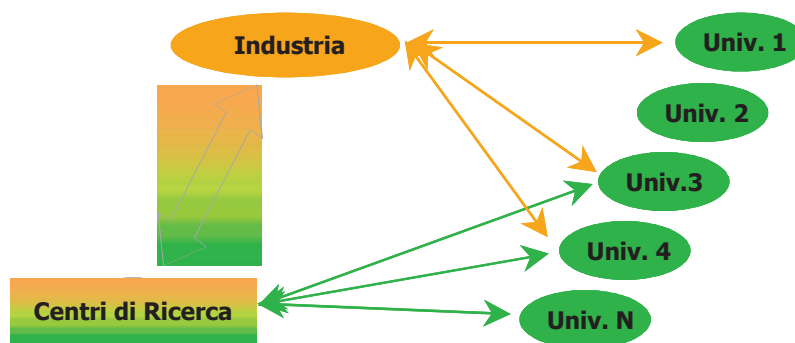 Industria
Univ. 1
Univ. 2
Univ.3
Univ. 4
Centri di Ricerca
Univ. N